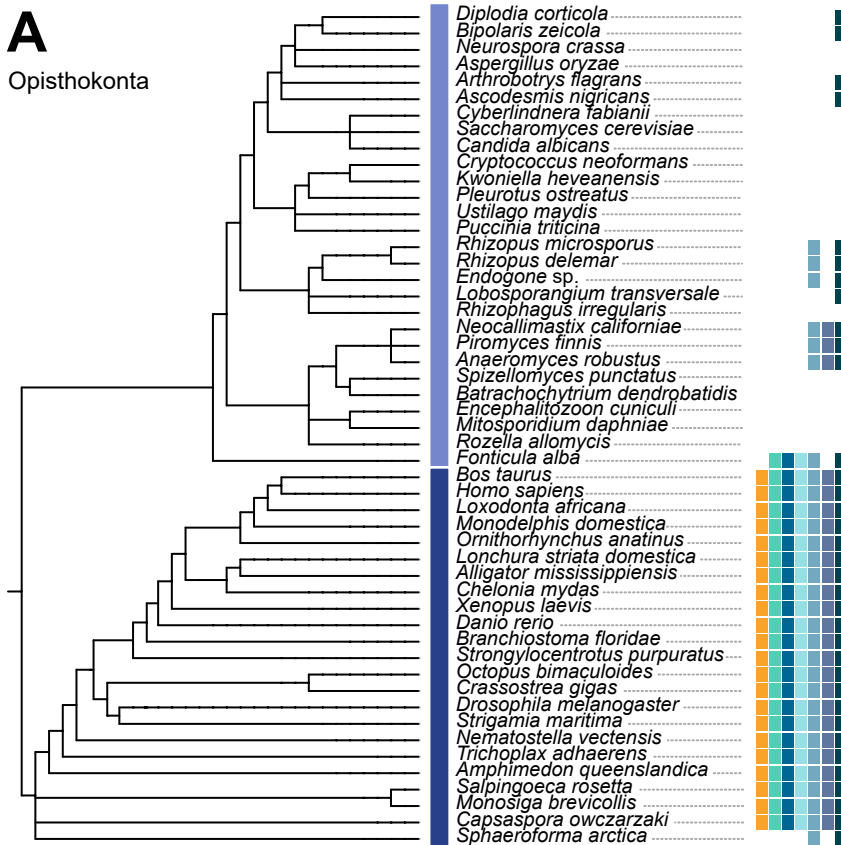 A
Opisthokonta
Diplodia corticola
Bipolaris zeicola
Neurospora crassa
Aspergillus oryzae
Arthrobotrys flagrans
Ascodesmis nigricans
Cyberlindnera fabianii
Saccharomyces cerevisiae
Candida albicans
Cryptococcus neoformans
Kwoniella heveanensis
Pleurotus ostreatus
Ustilago maydis
Puccinia triticina
Rhizopus microsporus
Rhizopus delemar
Endogone sp.
Lobosporangium transversale
Rhizophagus irregularis
Neocallimastix californiae
Piromyces finnis
Anaeromyces robustus
Spizellomyces punctatus
Batrachochytrium dendrobatidis
Encephalitozoon cuniculi
Mitosporidium daphniae
Rozella allomycis
Fonticula alba
Bos taurus
Homo sapiens
Loxodonta africana
Monodelphis domestica
Ornithorhynchus anatinus
Lonchura striata domestica
Alligator mississippiensis
Chelonia mydas
Xenopus laevis
Danio rerio
Branchiostoma floridae
Strongylocentrotus purpuratus
Octopus bimaculoides
Crassostrea gigas
Drosophila melanogaster
Strigamia maritima
Nematostella vectensis
Trichoplax adhaerens
Amphimedon queenslandica
Salpingoeca rosetta
Monosiga brevicollis
Capsaspora owczarzaki
Sphaeroforma arctica